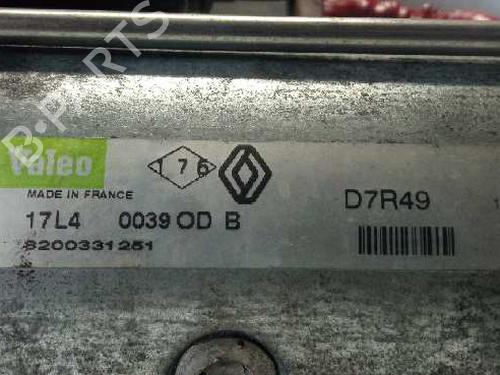 B-PARTS
Valeo
176
D7R49
MADE IN FRANCE
17L4 0039 OD B
8200331251